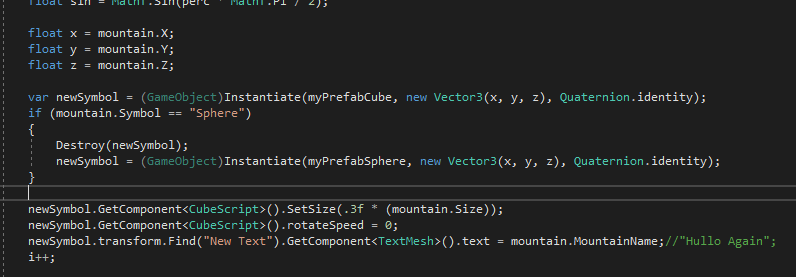 float sin = Mathf.Sin(perc * Mathf.PI / 2);
float x = mountain.X;
float y = mountain.Y;
float z = mountain.Z;
var newSymbol = (GameObject)Instantiate(myPrefabCube, new Vector3(x, y, z), Quaternion.identity);
if (mountain.Symbol == "Sphere")
{
Destroy(newSymbol);
newSymbol = (GameObject)Instantiate(myPrefabSphere, new Vector3(x, y, z), Quaternion.identity);
}
newSymbol.GetComponent<CubeScript>().SetSize(.3f * (mountain.Size));
newSymbol.GetComponent<CubeScript>().rotateSpeed = 0;
newSymbol.transform.Find("New Text").GetComponent<TextMesh>().text = mountain.MountainName;//"Hullo Again";
i++;